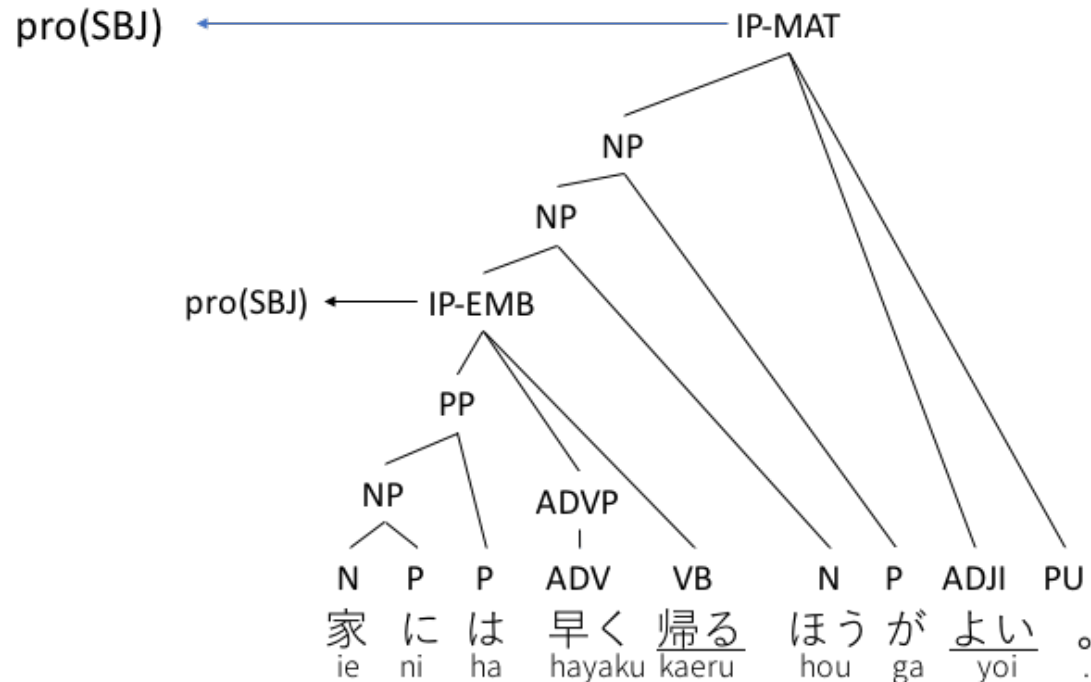 pro(SBJ) IP-MAT
NP
NP
pro(SBJ) IP-EMB
PP
NP ADVP
N P P ADV VB N P ADJI PU
家 に は 早く 帰る ほう が よい 。
ie ni ha hayaku kaeru hou ga yoi .